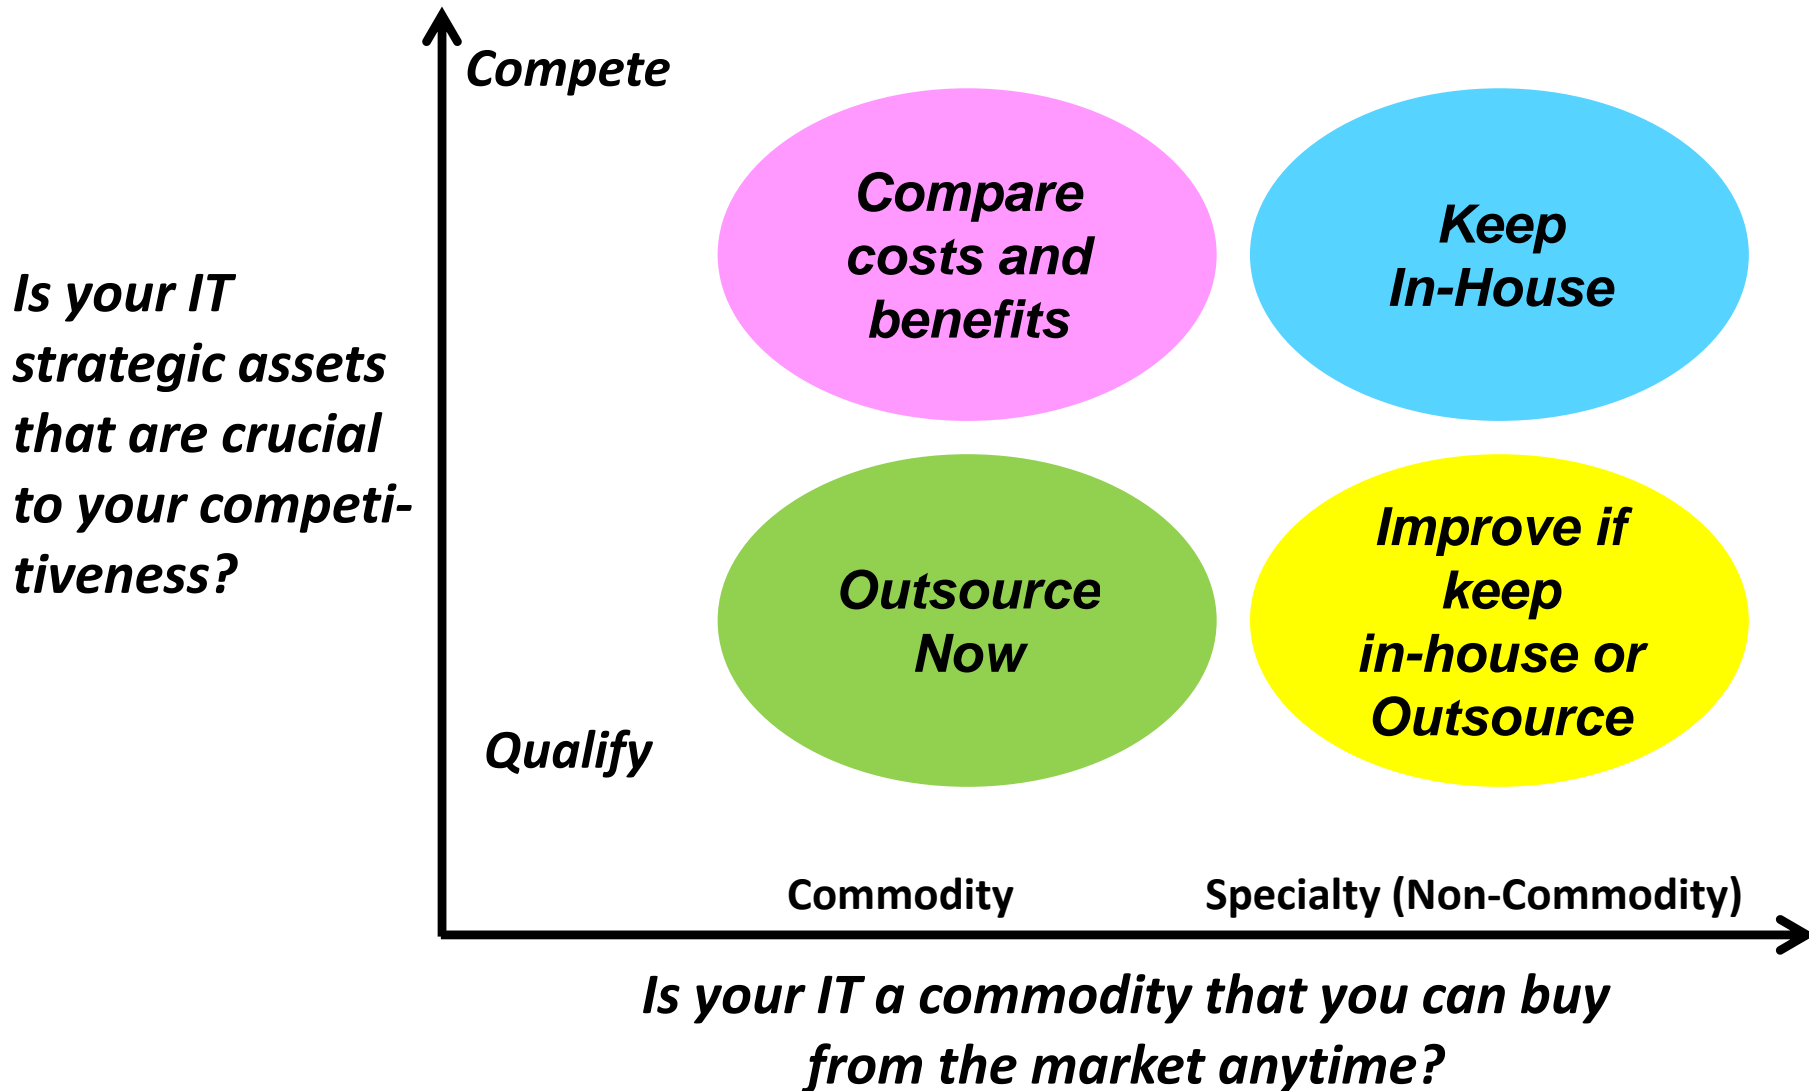 Compete
Is your IT
strategic assets
that are crucial
to your competi-
tiveness?
Compare
costs and
benefits
Keep
In-House
Outsource
Now
Improve if
keep
in-house or
Outsource
Qualify
Commodity
Specialty (Non-Commodity)
Is your IT a commodity that you can buy
from the market anytime?